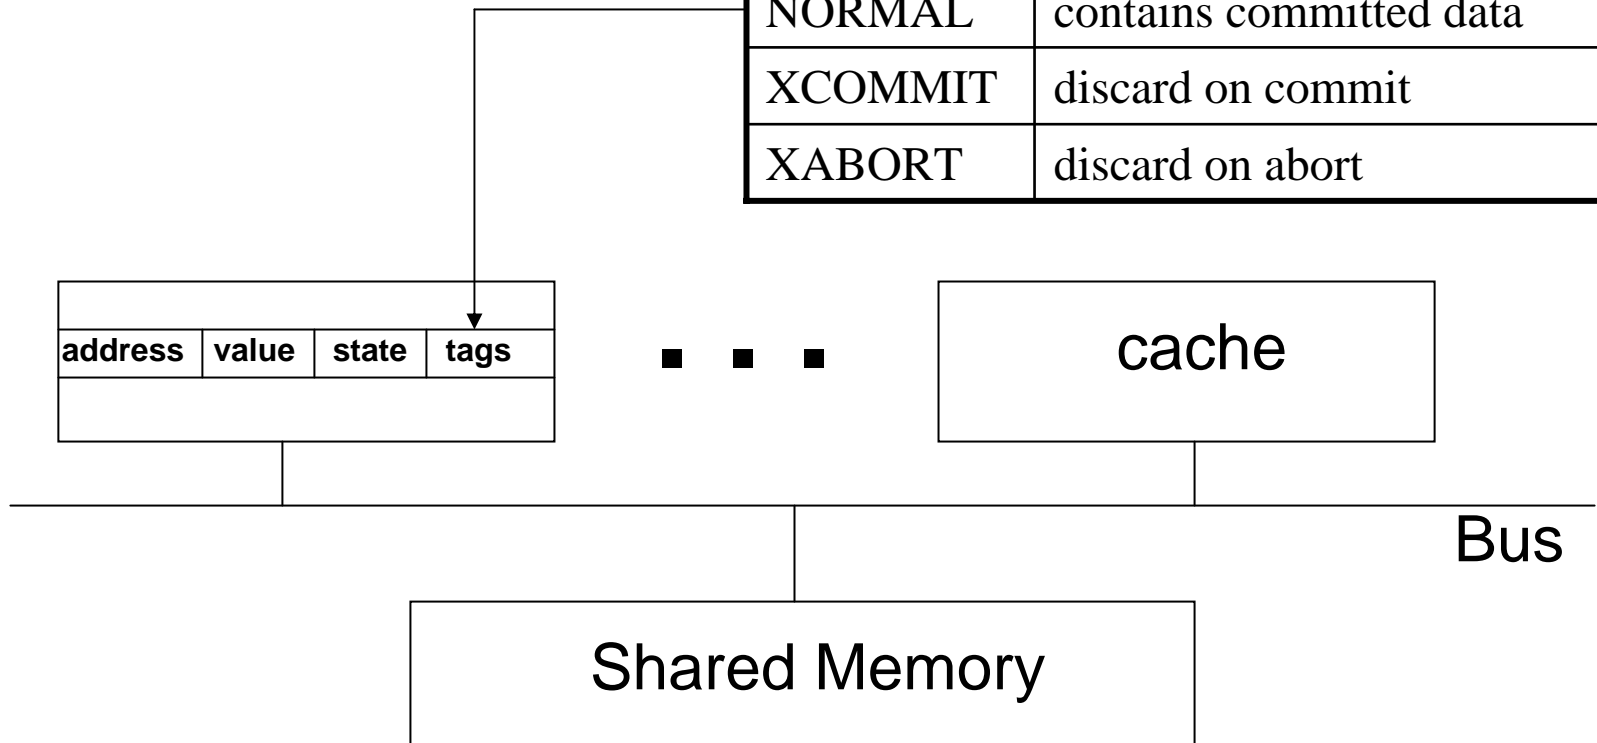 NORMAL contains committed data
XCOMMIT discard on commit
XABORT discard on abort
address value state tags
cache
Bus
Shared Memory